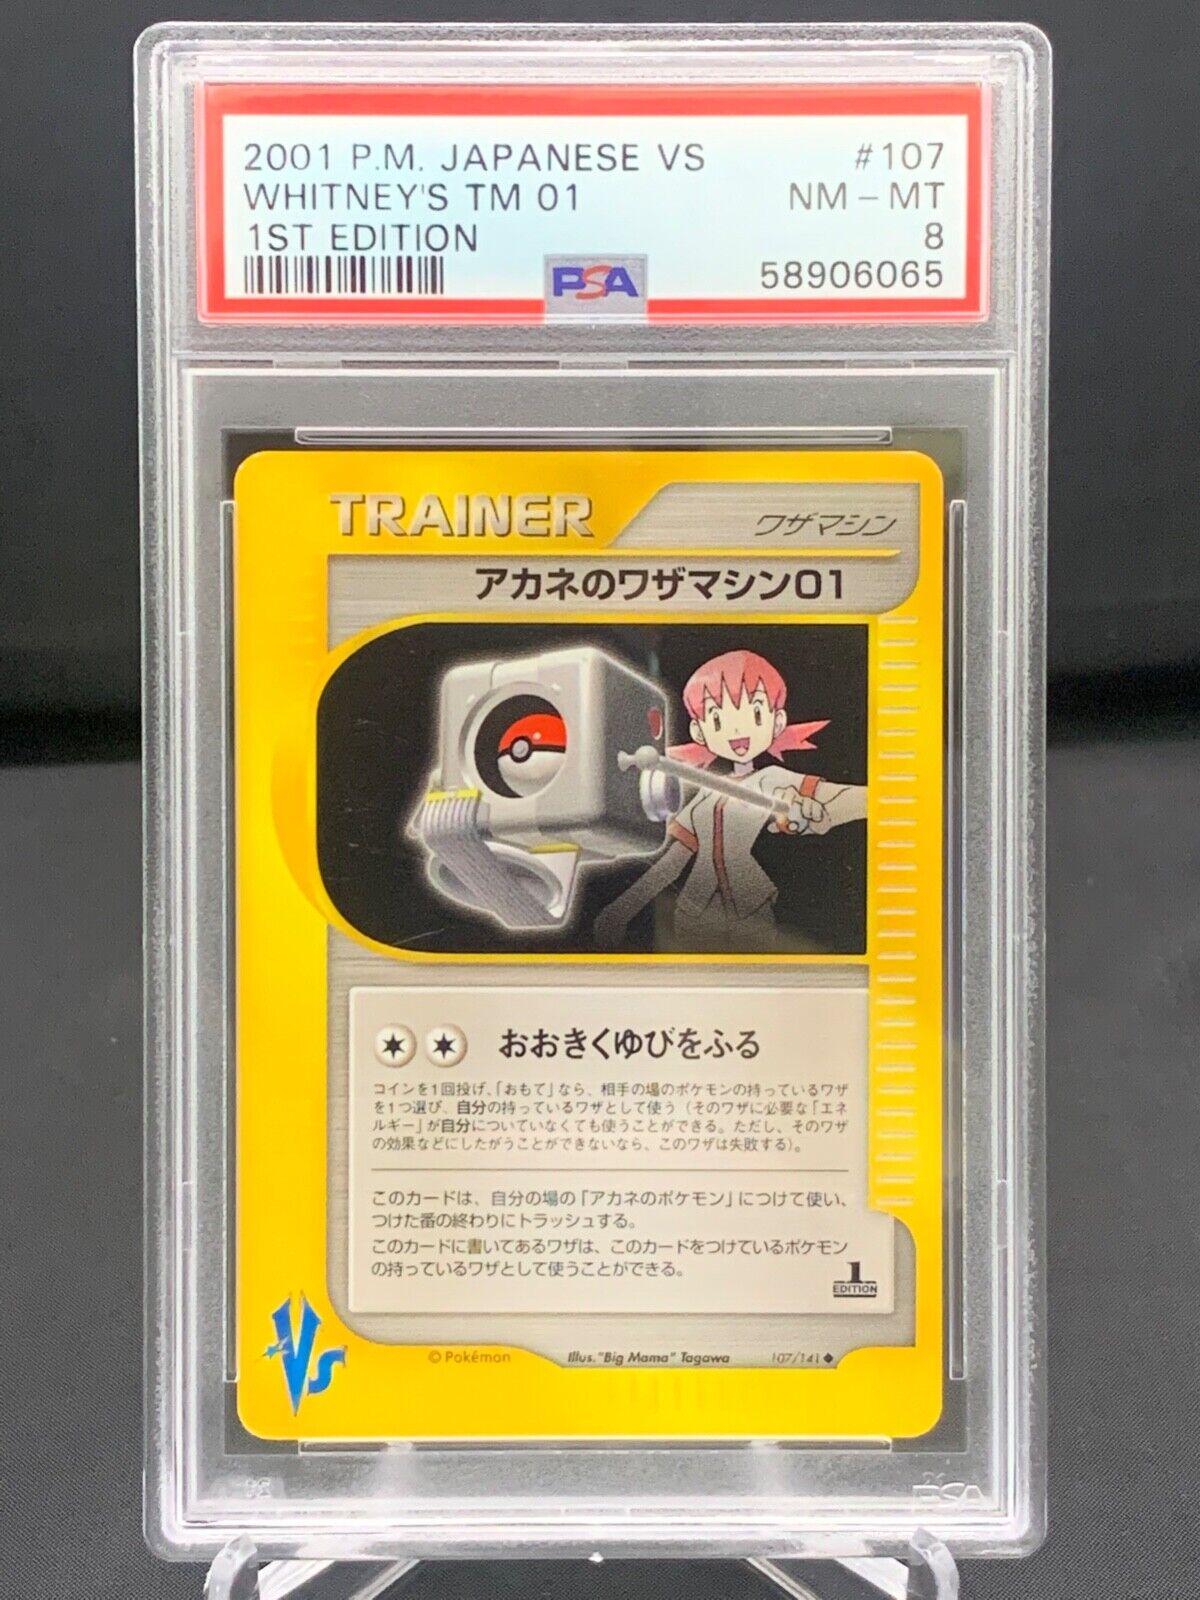 2001 P.M. JAPANESE VS #107
WHITNEY'S TM 01 NM - MT
1ST EDITION 8
PSA 58906065
TRAINER ワザマシン
アカネのワザマシン01
おおきくゆびをふる
コインを1回投げ、「おもて」なら、相手の場のポケモンの持っているワザ
を1つ選び、自分の持っているワザとして使う(そのワザに必要な「エネ
ルギー」が自分についていなくても使うことができる。ただし、そのワザ
の効果などにしたがうことができないなら、このワザは失敗する)。
このカードは、自分の場の「アカネのポケモン」につけて使い、
つけた番の終わりにトラッシュする。
このカードに書いてあるワザは、このカードをつけているポケモン
の持っているワザとして使うことができる。
1
EDITION
VS
©Pokémon Illus."Big Mama" Tagawa 107/141◆
PSA